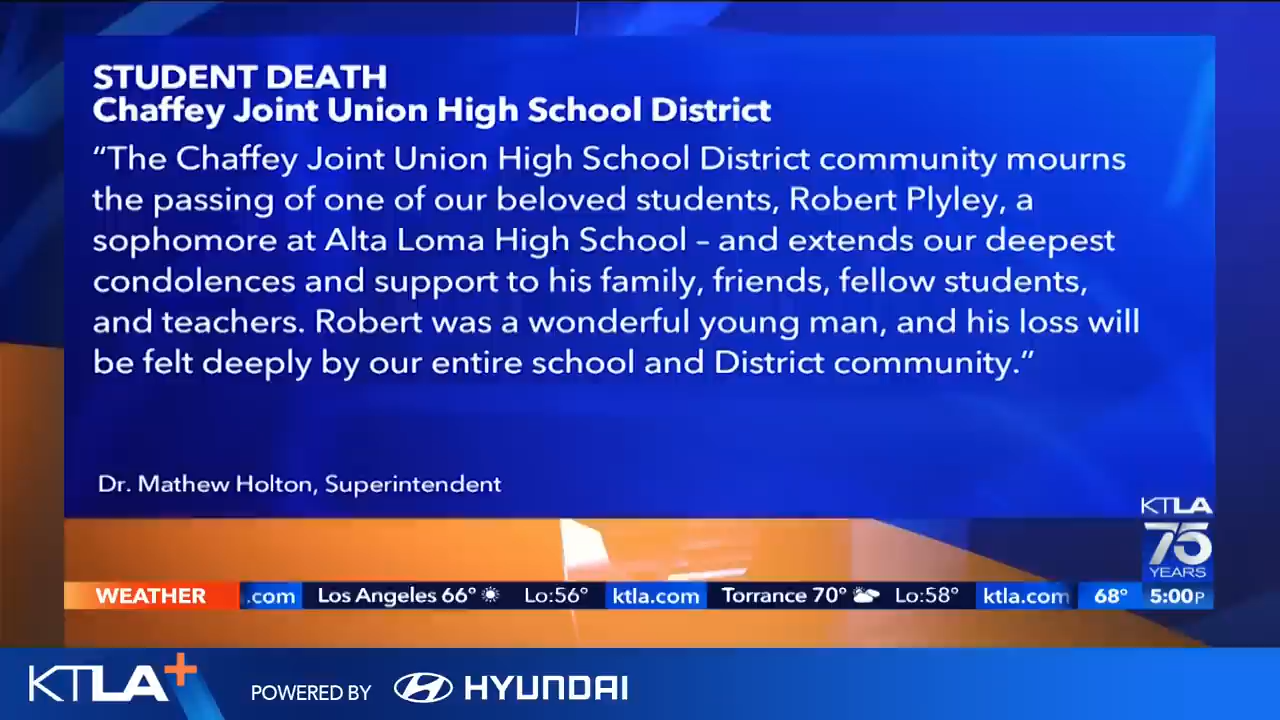 STUDENT DEATH
Chaffey Joint Union High School District
“The Chaffey Joint Union High School District community mourns
the passing of one of our beloved students, Robert Plyley, a
sophomore at Alta Loma High School – and extends our deepest
condolences and support to his family, friends, fellow students,
and teachers. Robert was a wonderful young man, and his loss will
be felt deeply by our entire school and District community.”
Dr. Mathew Holton, Superintendent
KTLA
75
YEARS
WEATHER .com Los Angeles 66° Lo:56° ktla.com Torrance 70° Lo:58° ktla.com 68° 5:00P
KTLA+ POWERED BY HYUNDAI